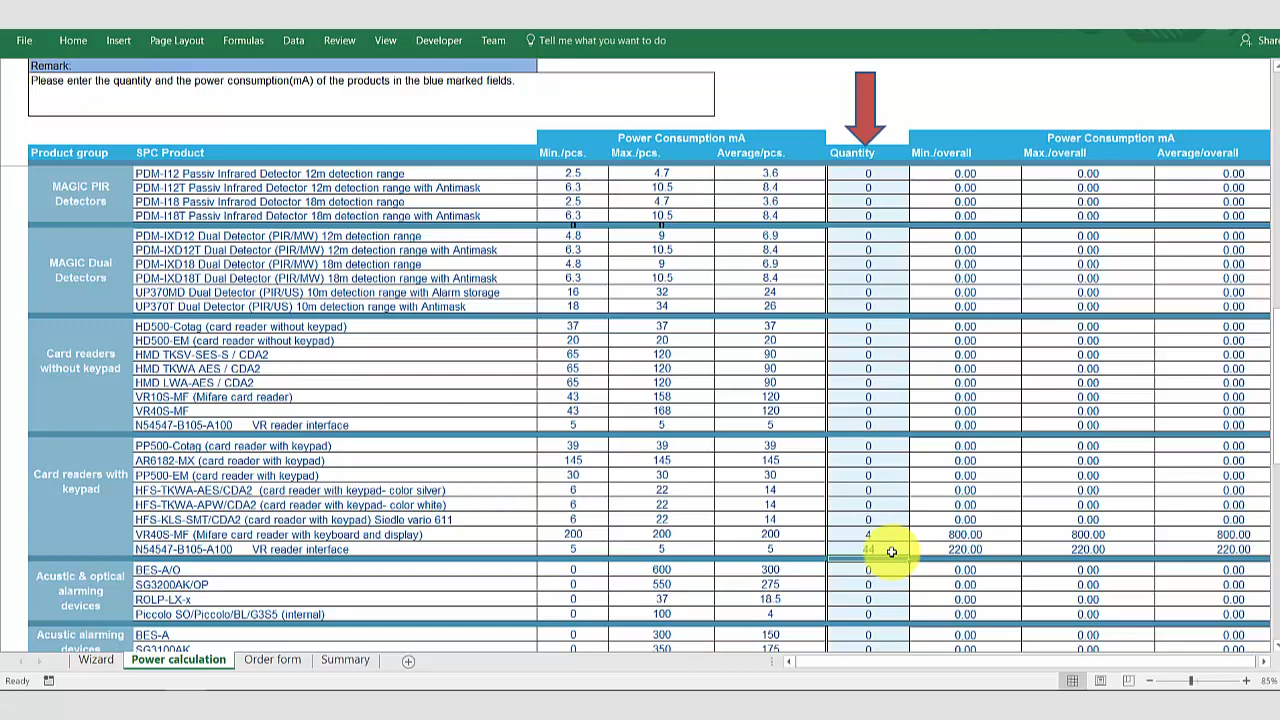 File Home Insert Page Layout Formulas Data Review View Developer Team Tell me what you want to do Share
Remark:
Please enter the quantity and the power consumption(mA) of the products in the blue marked fields.
Power Consumption mA Power Consumption mA
Product group SPC Product Min./pcs. Max./pcs. Average/pcs. Quantity Min./overall Max./overall Average/overall
MAGIC PIR Detectors
PDM-I12 Passiv Infrared Detector 12m detection range 2.5 4.7 3.6 0 0.00 0.00 0.00
PDM-I12T Passiv Infrared Detector 12m detection range with Antimask 6.3 10.5 8.4 0 0.00 0.00 0.00
PDM-I18 Passiv Infrared Detector 18m detection range 2.5 4.7 3.6 0 0.00 0.00 0.00
PDM-I18T Passiv Infrared Detector 18m detection range with Antimask 6.3 10.5 8.4 0 0.00 0.00 0.00
0 0
MAGIC Dual Detectors
PDM-IXD12 Dual Detector (PIR/MW) 12m detection range 4.8 9 6.9 0 0.00 0.00 0.00
PDM-IXD12T Dual Detector (PIR/MW) 12m detection range with Antimask 6.3 10.5 8.4 0 0.00 0.00 0.00
PDM-IXD18 Dual Detector (PIR/MW) 18m detection range 4.8 9 6.9 0 0.00 0.00 0.00
PDM-IXD18T Dual Detector (PIR/MW) 18m detection range with Antimask 6.3 10.5 8.4 0 0.00 0.00 0.00
UP370MD Dual Detector (PIR/US) 10m detection range with Alarm storage 16 32 24 0 0.00 0.00 0.00
UP370T Dual Detector (PIR/US) 10m detection range with Antimask 18 34 26 0 0.00 0.00 0.00
Card readers without keypad
HD500-Cotag (card reader without keypad) 37 37 37 0 0.00 0.00 0.00
HD500-EM (card reader without keypad) 20 20 20 0 0.00 0.00 0.00
HMD TKSV-SES-S / CDA2 65 120 90 0 0.00 0.00 0.00
HMD TKWA AES / CDA2 65 120 90 0 0.00 0.00 0.00
HMD LWA-AES / CDA2 65 120 90 0 0.00 0.00 0.00
VR10S-MF (Mifare card reader) 43 158 120 0 0.00 0.00 0.00
VR40S-MF 43 168 120 0 0.00 0.00 0.00
N54547-B105-A100 VR reader interface 5 5 5 0 0.00 0.00 0.00
Card readers with keypad
PP500-Cotag (card reader with keypad) 39 39 39 0 0.00 0.00 0.00
AR6182-MX (card reader with keypad) 145 145 145 0 0.00 0.00 0.00
PP500-EM (card reader with keypad) 30 30 30 0 0.00 0.00 0.00
HFS-TKWA-AES/CDA2 (card reader with keypad- color silver) 6 22 14 0 0.00 0.00 0.00
HFS-TKWA-APW/CDA2 (card reader with keypad- color white) 6 22 14 0 0.00 0.00 0.00
HFS-KLS-SMT/CDA2 (card reader with keypad) Siedle vario 611 6 22 14 0 0.00 0.00 0.00
VR40S-MF (Mifare card reader with keyboard and display) 200 200 200 4 800.00 800.00 800.00
N54547-B105-A100 VR reader interface 5 5 5 44 220.00 220.00 220.00
Acustic & optical alarming devices
BES-A/O 0 600 300 0 0.00 0.00 0.00
SG3200AK/OP 0 550 275 0 0.00 0.00 0.00
ROLP-LX-x 0 37 18.5 0 0.00 0.00 0.00
Piccolo SO/Piccolo/BL/G3S5 (internal) 0 100 4 0 0.00 0.00 0.00
Acustic alarming devices
BES-A 0 300 150 0 0.00 0.00 0.00
SG3100AK 0 350 175 0 0.00 0.00 0.00
Wizard Power calculation Order form Summary
Ready 85%